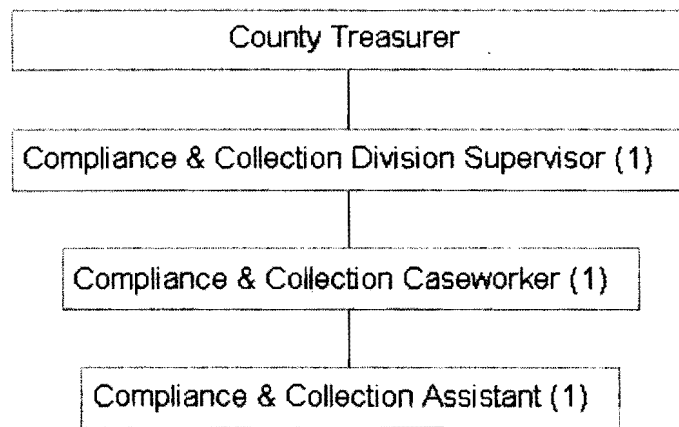 County Treasurer
Compliance & Collection Division Supervisor (1)
Compliance & Collection Caseworker (1)
Compliance & Collection Assistant (1)